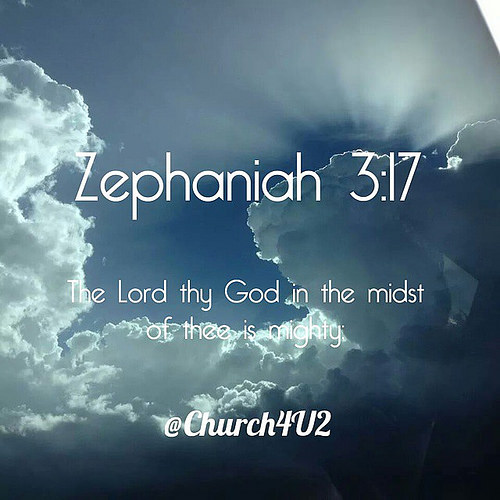 Zephaniah 3:17
The Lord thy God in the midst
of thee is mighty;
@Church4U2